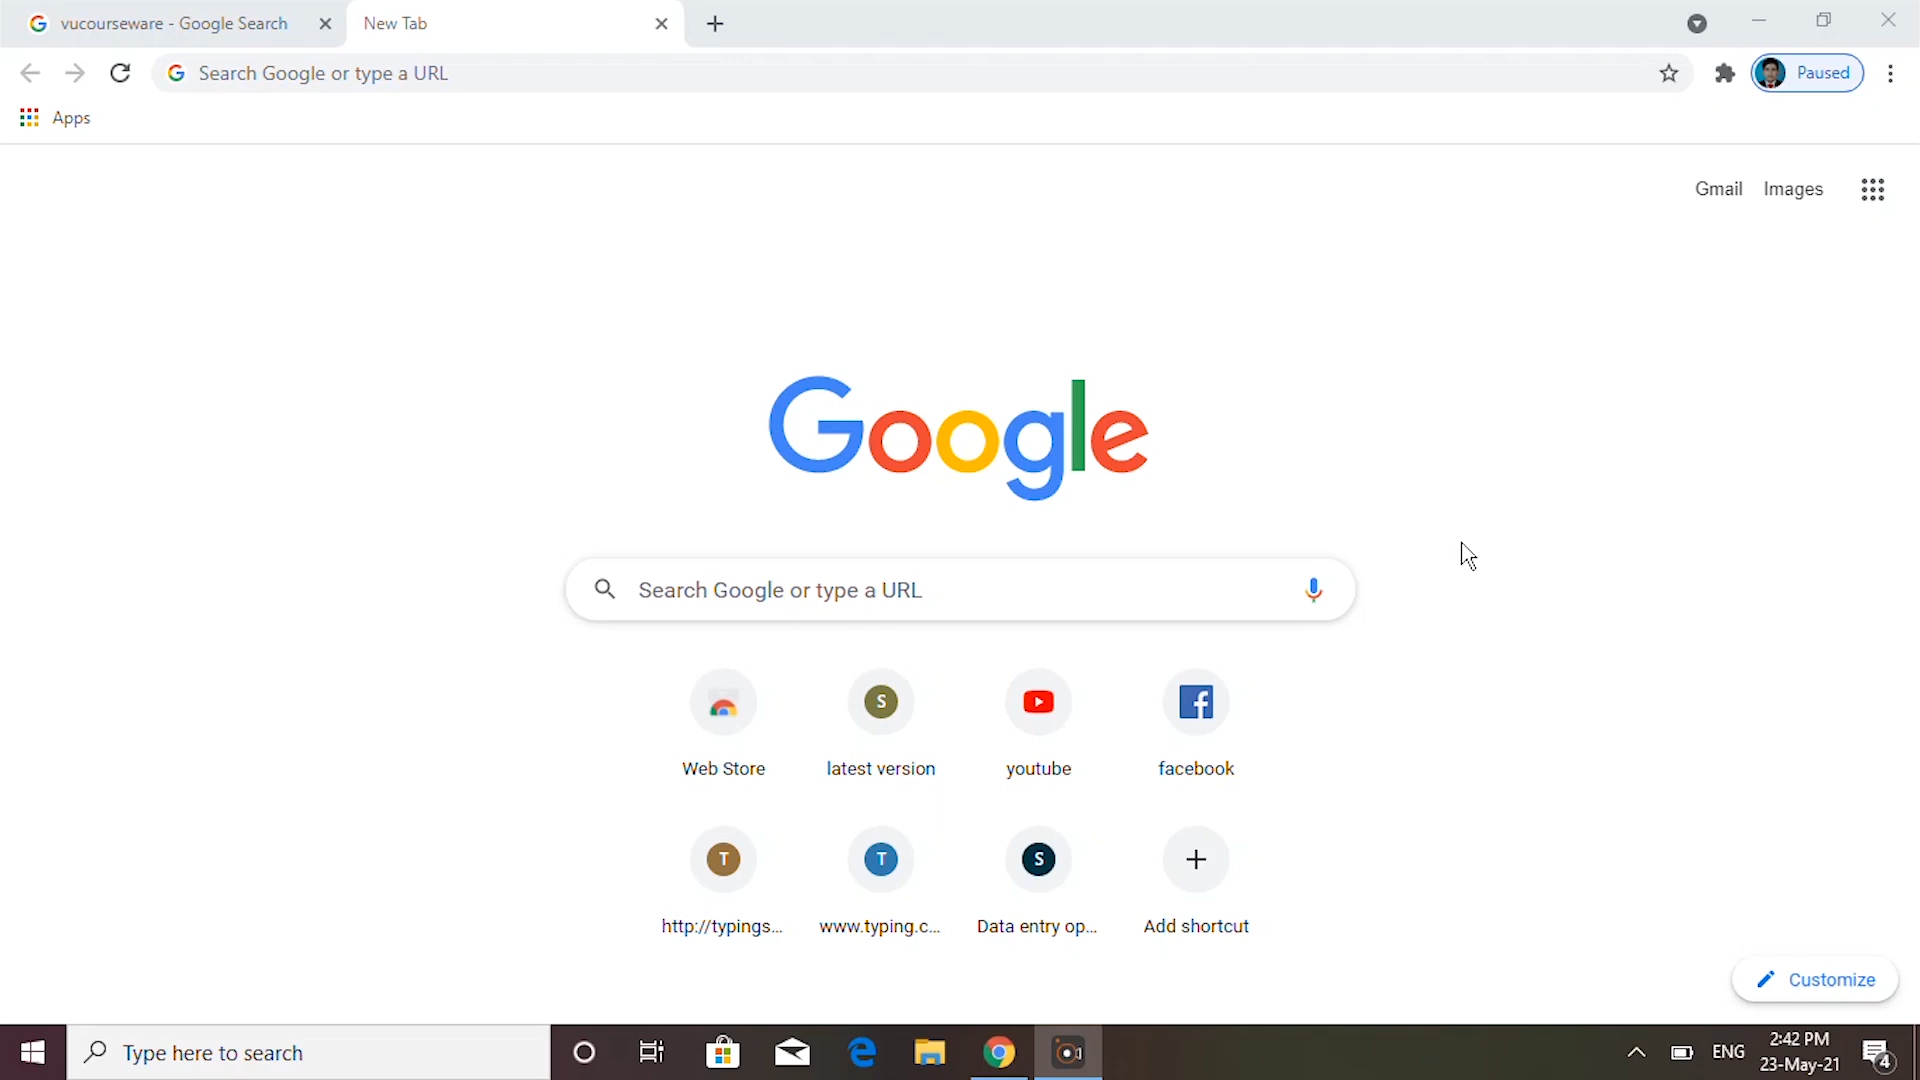 vucourseware - Google Search
New Tab
Search Google or type a URL
Paused
Apps
Gmail Images
Google
Search Google or type a URL
Web Store
S
latest version
youtube
f
facebook
T
http://typings...
T
www.typing.c...
S
Data entry op...
Add shortcut
Customize
Type here to search
ENG
2:42 PM
23-May-21
4